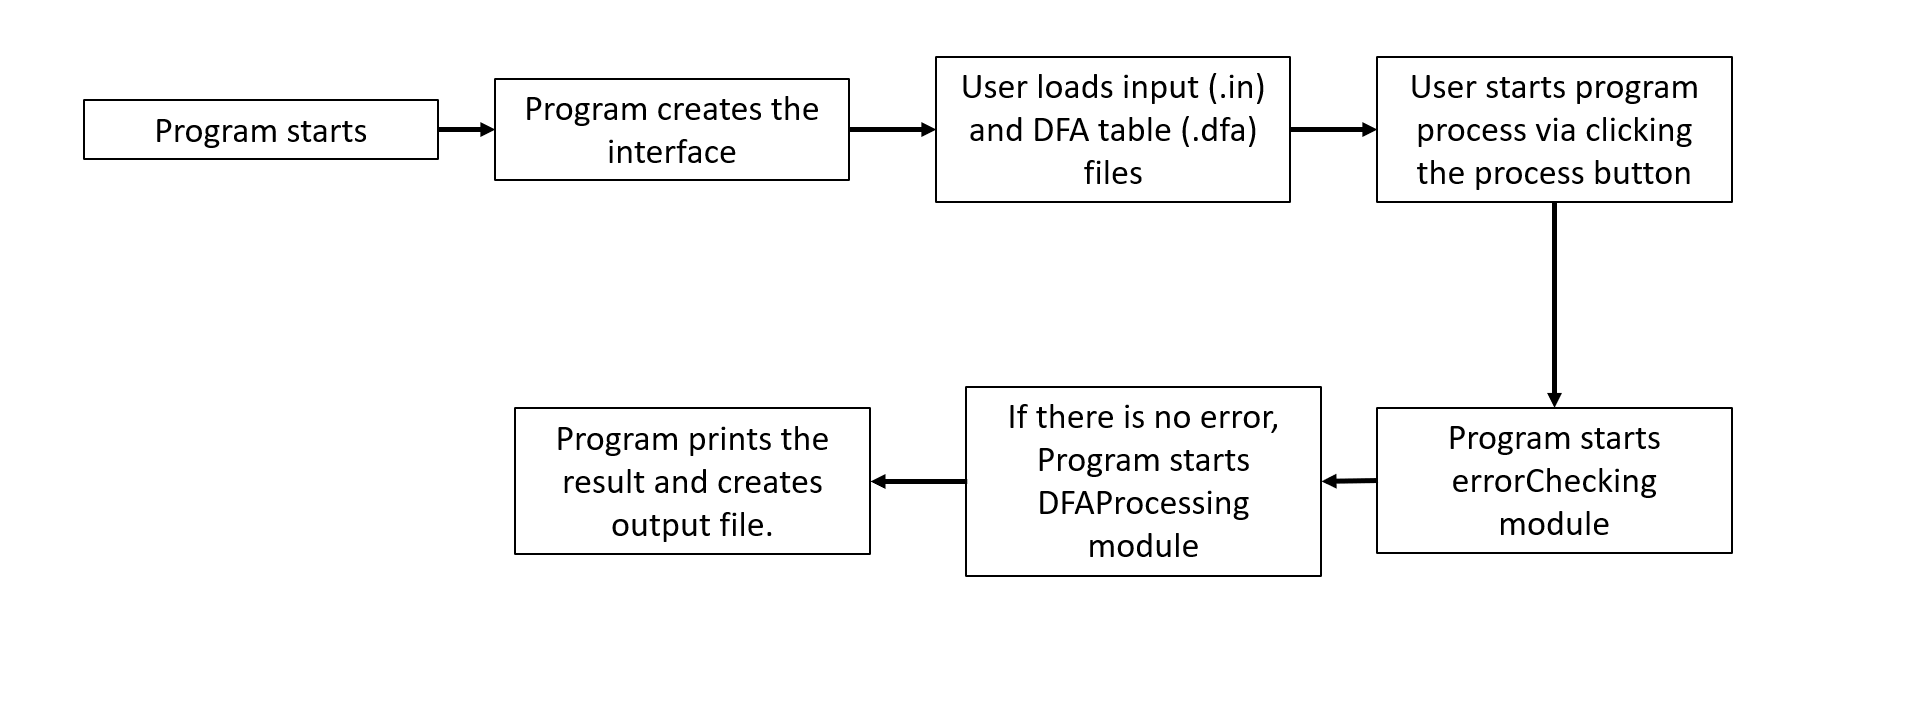 Program starts
Program creates the
interface
User loads input (.in)
and DFA table (.dfa)
files
User starts program
process via clicking
the process button
Program starts
errorChecking
module
If there is no error,
Program starts
DFAProcessing
module
Program prints the
result and creates
output file.